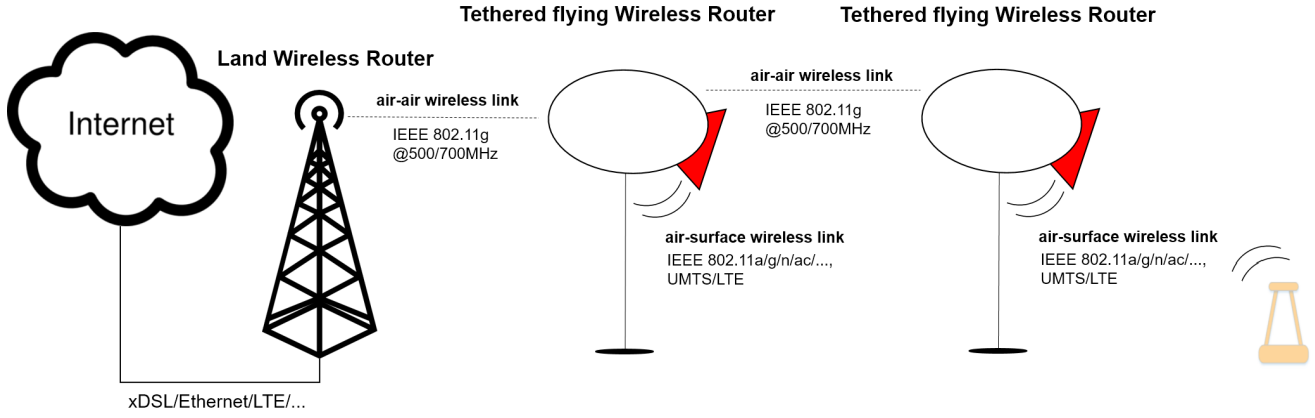 Tethered flying Wireless Router
Tethered flying Wireless Router
Land Wireless Router
Internet
air-air wireless link
IEEE 802.11g
@500/700MHz
air-air wireless link
IEEE 802.11g
@500/700MHz
air-surface wireless link
IEEE 802.11a/g/n/ac/...,
UMTS/LTE
air-surface wireless link
IEEE 802.11a/g/n/ac/...,
UMTS/LTE
xDSL/Ethernet/LTE/...